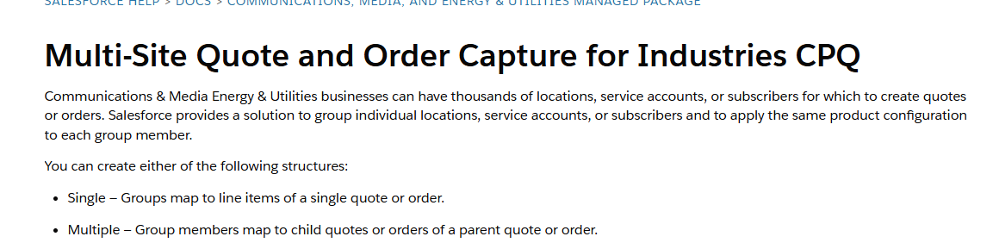 SALESFORCE HELP > DOCS > COMMUNICATIONS, MEDIA, AND ENERGY & UTILITIES MANAGED PACKAGE
Multi-Site Quote and Order Capture for Industries CPQ
Communications & Media Energy & Utilities businesses can have thousands of locations, service accounts, or subscribers for which to create quotes
or orders. Salesforce provides a solution to group individual locations, service accounts, or subscribers and to apply the same product configuration
to each group member.
You can create either of the following structures:
• Single – Groups map to line items of a single quote or order.
• Multiple – Group members map to child quotes or orders of a parent quote or order.